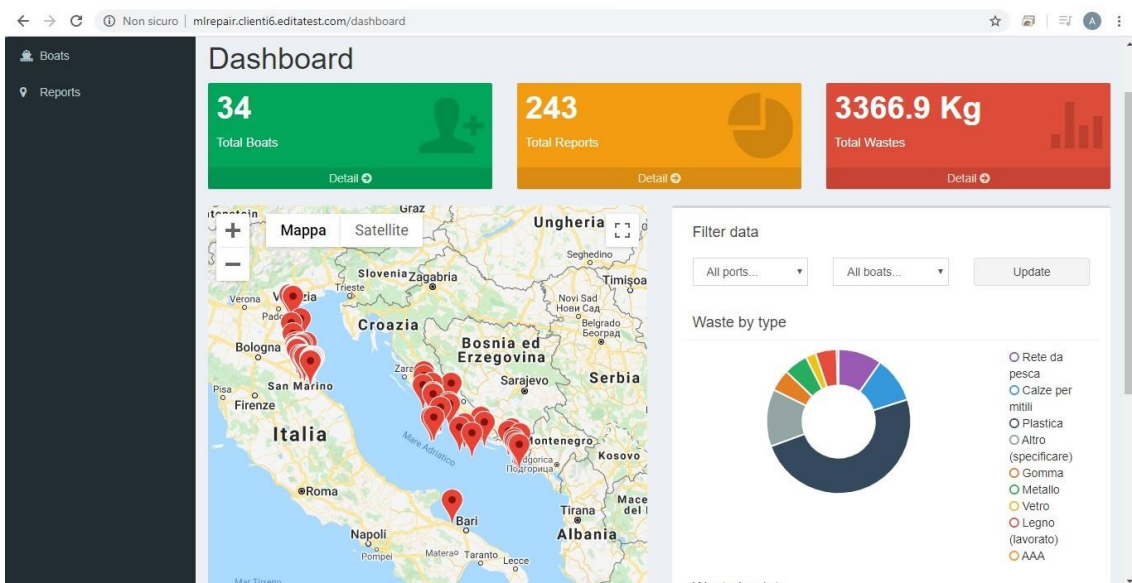 Non sicuro | mlrepair.clienti6.editatest.com/dashboard
A
Boats
Reports
Dashboard
34
Total Boats
Detail
243
Total Reports
Detail
3366.9 Kg
Total Wastes
Detail
Mappa
Satellite
Graz
Ungheria
Seghedino
Slovenia
Zagabria
Timișoa
Verona
Trieste
Novi Sad
Нови Сад
Croazia
Belgrado
Београд
Bologna
Bosnia ed
Erzegovina
San Marino
Sarajevo
Serbia
Pisa
Firenze
Italia
Mare Adriatico
Kosovo
Подгорица
Roma
Tirana
Bari
Napoli
Albania
Pompei
Matera
Taranto
Lecce
Mar Tirreno
Filter data
All ports...
All boats...
Update
Waste by type
Rete da
pesca
Calze per
mitili
Plastica
Altro
(specificare)
Gomma
Metallo
Vetro
Legno
(lavorato)
AAA